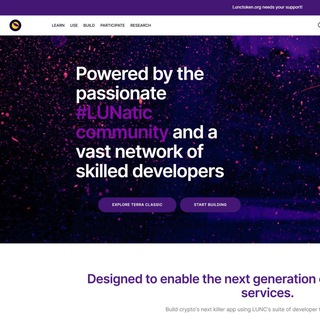 Lunctoken.org needs your support!
LEARN USE BUILD PARTICIPATE RESEARCH
Powered by the
passionate
#LUNatic
community and a
vast network of
skilled developers
EXPLORE TERRA CLASSIC START BUILDING
Designed to enable the next generation
services.
Build crypto's next killer app using LUNC's suite of developer